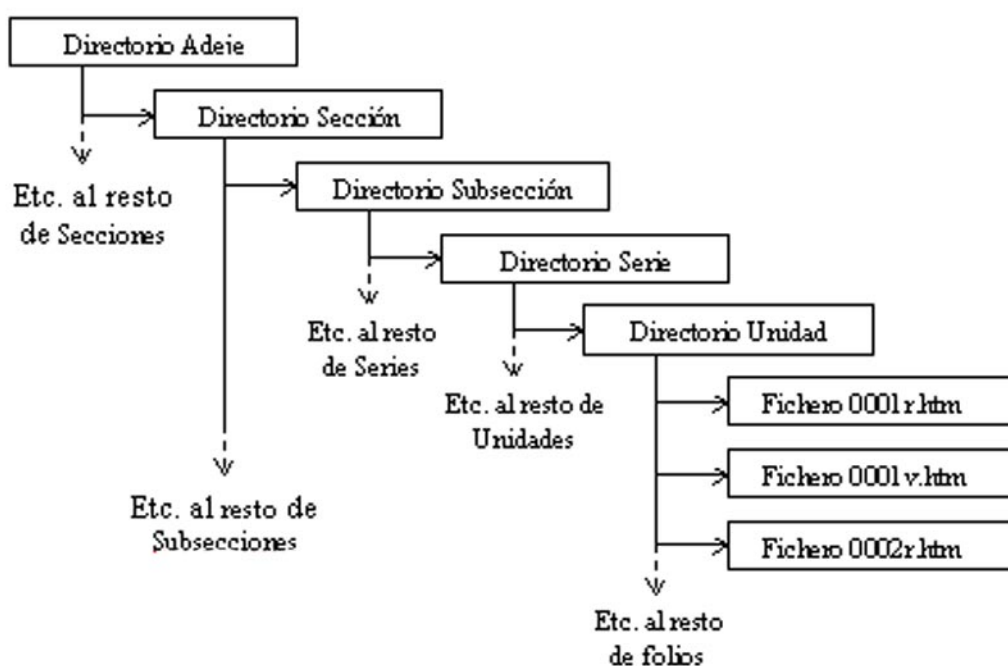 Directorio Adeje
Directorio Sección
Etc. al resto
de Secciones
Directorio Subsección
Directorio Serie
Etc. al resto
de Series
Directorio Unidad
Etc. al resto de
Unidades
Fichero 0001r.htm
Fichero 0001v.htm
Etc. al resto de
Subsecciones
Fichero 0002r.htm
Etc. al resto
de folios